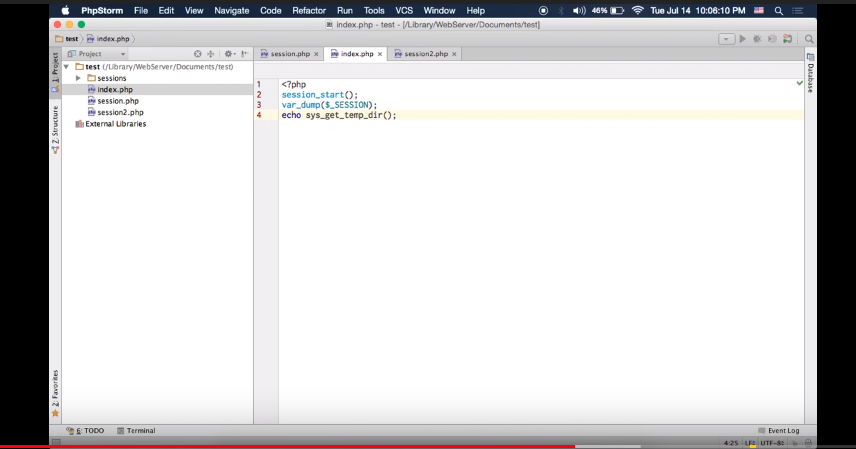 PhpStorm File Edit View Navigate Code Refactor Run Tools VCS Window Help 46% Tue Jul 14 10:06:10 PM
index.php - test - [/Library/WebServer/Documents/test]
test index.php
Project session.php index.php session2.php
1: Project
test (/Library/WebServer/Documents/test)
sessions
index.php
session.php
session2.php
External Libraries
Z: Structure
2: Favorites
Database
1 <?php
2 session_start();
3 var_dump($_SESSION);
4 echo sys_get_temp_dir();
6: TODO Terminal Event Log
4:25 LF÷ UTF-8÷